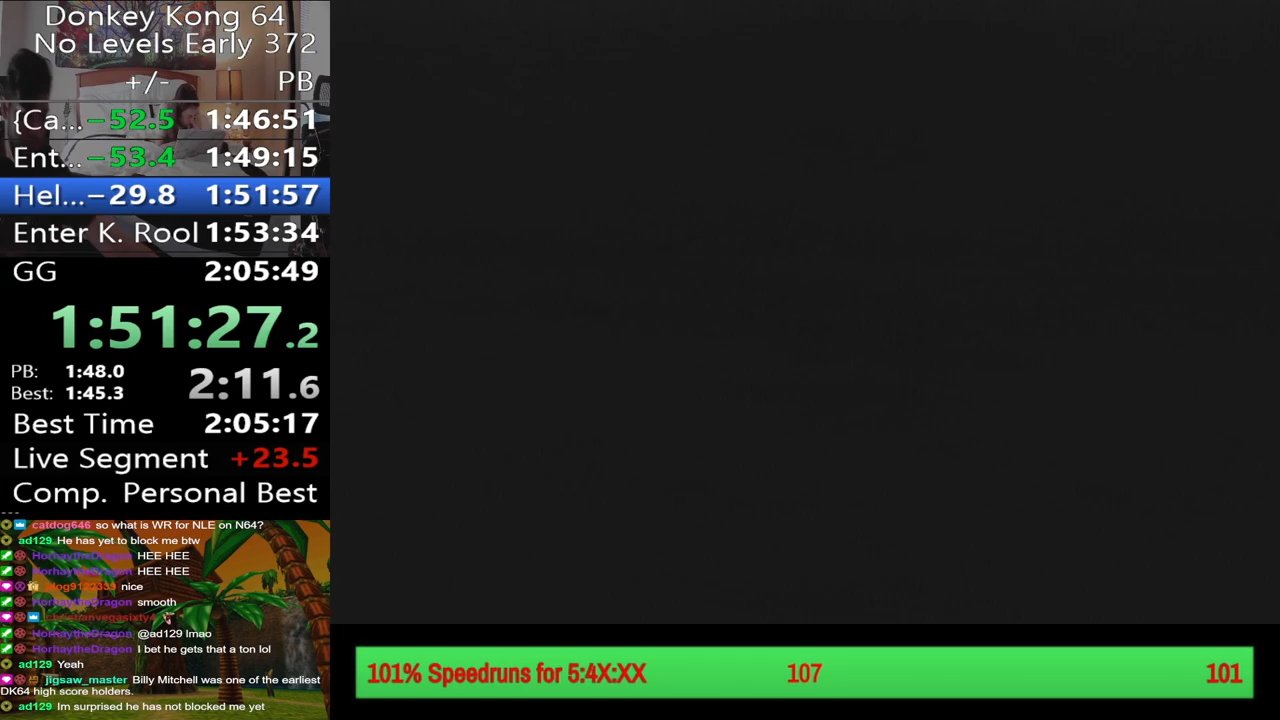 Donkey Kong 64
No Levels Early 372
+/- PB
{Ca... −52.5 1:46:51
Ent... −53.4 1:49:15
Hel... −29.8 1:51:57
Enter K. Rool 1:53:34
GG 2:05:49
1:51:27.2
PB: 1:48.0
Best: 1:45.3
2:11.6
Best Time 2:05:17
Live Segment +23.5
Comp. Personal Best
---
catdog646 so what is WR for NLE on N64?
ad129 He has yet to block me btw
HornaytheDragon HEE HEE
HornaytheDragon HEE HEE
nice
HornaytheDragon smooth
HornaytheDragon @ad129 lmao
HornaytheDragon I bet he gets that a ton lol
ad129 Yeah
jigsaw_master Billy Mitchell was one of the earliest
DK64 high score holders.
ad129 Im surprised he has not blocked me yet
101% Speedruns for 5:4X:XX 107 101